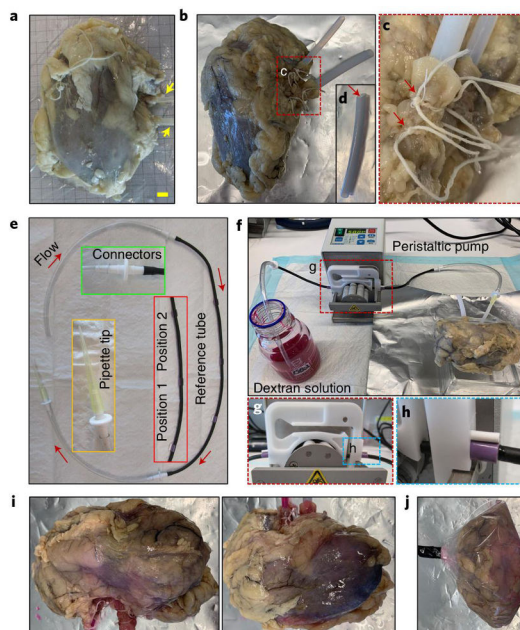 a
b
c
c
d
e
Flow
Connectors
Pipette tip
Position 1
Position 2
Reference tube
f
Peristaltic pump
g
Dextran solution
g
h
h
i
j